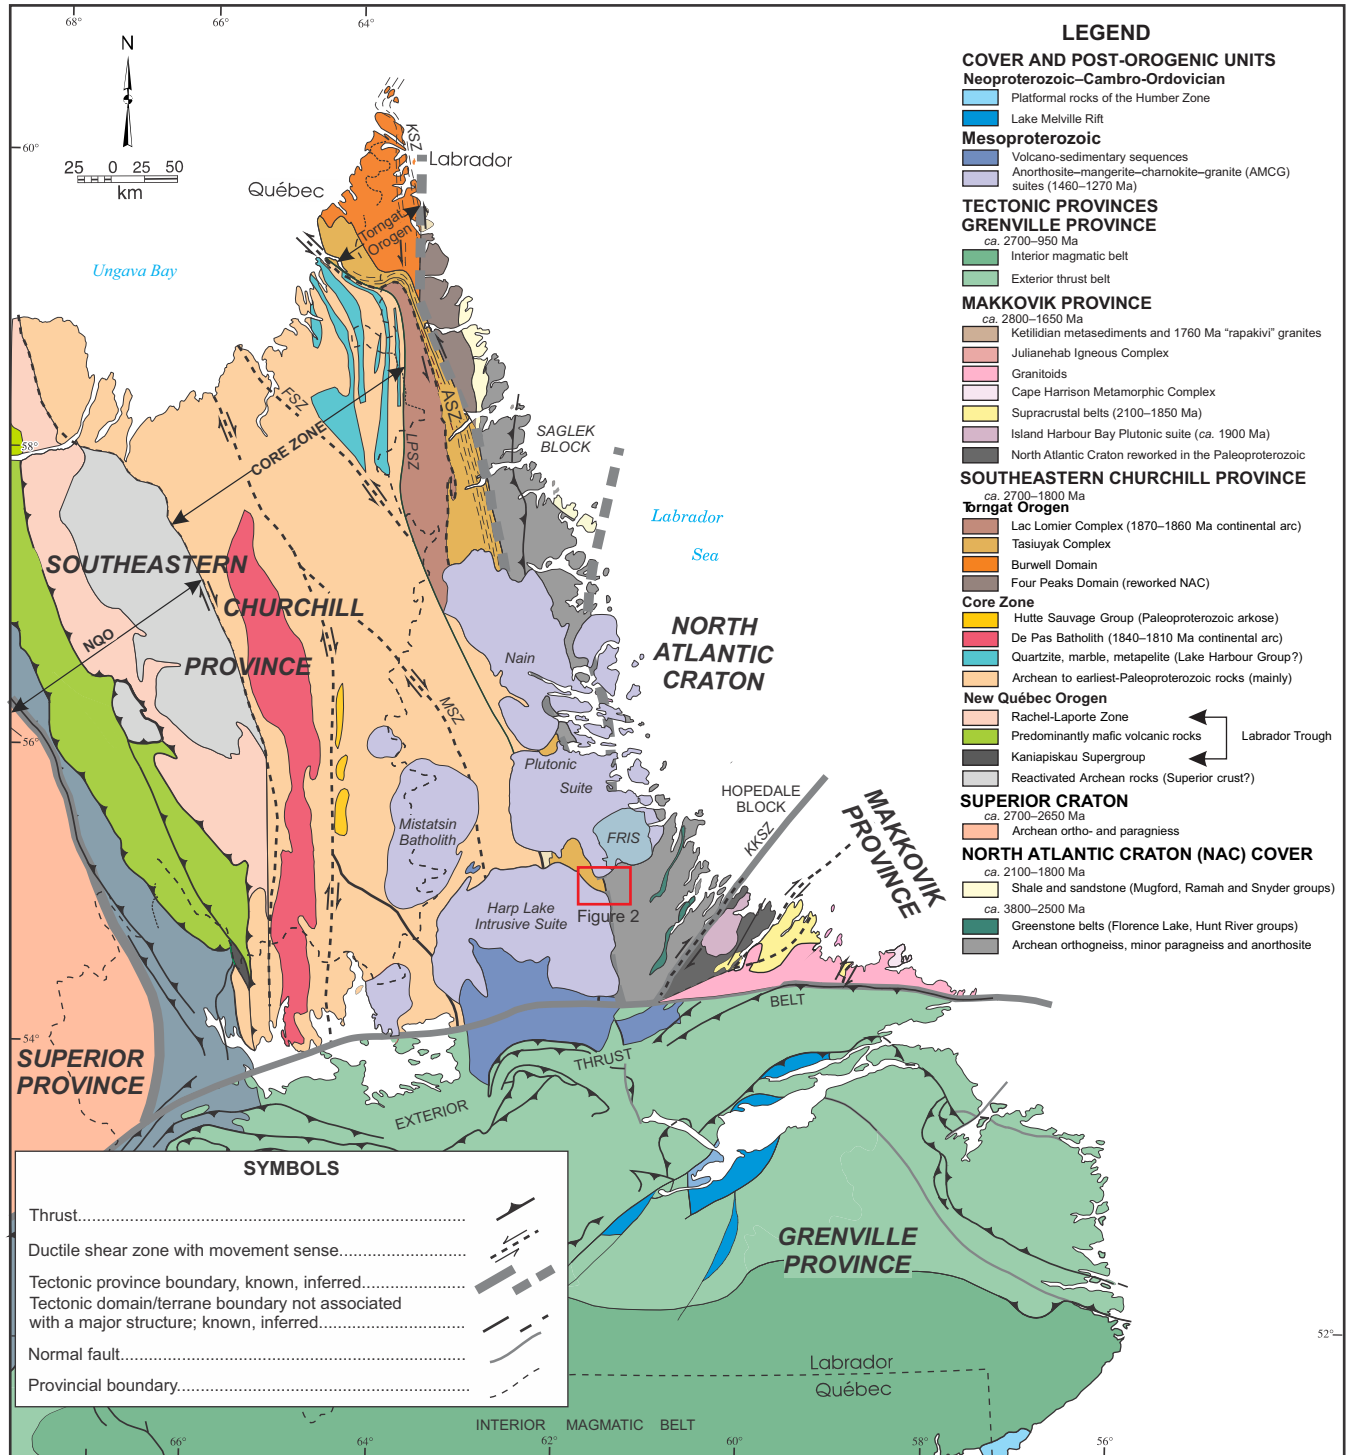 68°
66°
64°
N
60°
25 0 50
km
KSZ
Labrador
Québec
Torngat
Orogen
Ungava Bay
FSZ
CORE ZONE
ASZ
LPSZ
SAGLEK
BLOCK
58°
Labrador
Sea
SOUTHEASTERN
CHURCHILL
PROVINCE
NQO
NORTH
ATLANTIC
CRATON
Nain
MSZ
56°
Plutonic
Suite
HOPEDALE
BLOCK
MAKKOVIK
PROVINCE
KKSZ
Mistatsin
Batholith
FRIS
Harp Lake
Intrusive Suite
Figure 2
BELT
54°
SUPERIOR
PROVINCE
THRUST
EXTERIOR
GRENVILLE
PROVINCE
52°
Labrador
Québec
INTERIOR MAGMATIC BELT
66°
64°
62°
60°
58°
56°
SYMBOLS
Thrust
Ductile shear zone with movement sense
Tectonic province boundary, known, inferred
Tectonic domain/terrane boundary not associated
with a major structure; known, inferred
Normal fault
Provincial boundary
LEGEND
COVER AND POST-OROGENIC UNITS
Neoproterozoic–Cambro-Ordovician
Platformal rocks of the Humber Zone
Lake Melville Rift
Mesoproterozoic
Volcano-sedimentary sequences
Anorthosite–mangerite–charnokite–granite (AMCG)
suites (1460–1270 Ma)
TECTONIC PROVINCES
GRENVILLE PROVINCE
ca. 2700–950 Ma
Interior magmatic belt
Exterior thrust belt
MAKKOVIK PROVINCE
ca. 2800–1650 Ma
Ketilidian metasediments and 1760 Ma “rapakivi” granites
Julianehab Igneous Complex
Granitoids
Cape Harrison Metamorphic Complex
Supracrustal belts (2100–1850 Ma)
Island Harbour Bay Plutonic suite (ca. 1900 Ma)
North Atlantic Craton reworked in the Paleoproterozoic
SOUTHEASTERN CHURCHILL PROVINCE
ca. 2700–1800 Ma
Torngat Orogen
Lac Lomier Complex (1870–1860 Ma continental arc)
Tasiuyak Complex
Burwell Domain
Four Peaks Domain (reworked NAC)
Core Zone
Hutte Sauvage Group (Paleoproterozoic arkose)
De Pas Batholith (1840–1810 Ma continental arc)
Quartzite, marble, metapelite (Lake Harbour Group?)
Archean to earliest-Paleoproterozoic rocks (mainly)
New Québec Orogen
Rachel-Laporte Zone
Predominantly mafic volcanic rocks
Labrador Trough
Kaniapiskau Supergroup
Reactivated Archean rocks (Superior crust?)
SUPERIOR CRATON
ca. 2700–2650 Ma
Archean ortho- and paragniess
NORTH ATLANTIC CRATON (NAC) COVER
ca. 2100–1800 Ma
Shale and sandstone (Mugford, Ramah and Snyder groups)
ca. 3800–2500 Ma
Greenstone belts (Florence Lake, Hunt River groups)
Archean orthogneiss, minor paragneiss and anorthosite